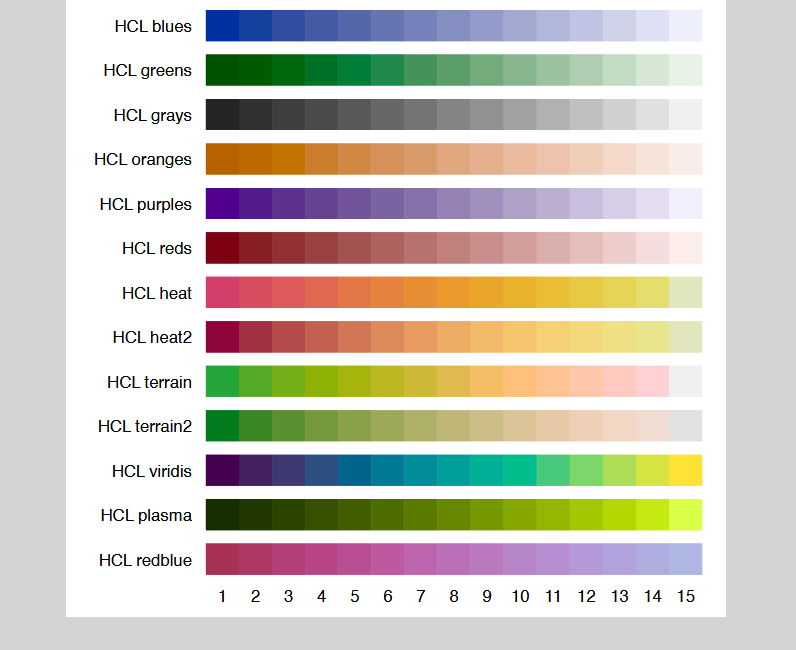 HCL blues
HCL greens
HCL grays
HCL oranges
HCL purples
HCL reds
HCL heat
HCL heat2
HCL terrain
HCL terrain2
HCL viridis
HCL plasma
HCL redblue
1 2 3 4 5 6 7 8 9 10 11 12 13 14 15